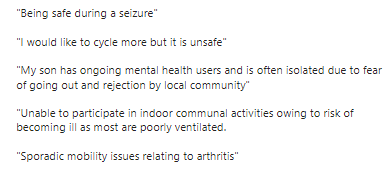 "Being safe during a seizure"
"I would like to cycle more but it is unsafe"
"My son has ongoing mental health users and is often isolated due to fear
of going out and rejection by local community"
"Unable to participate in indoor communal activities owing to risk of
becoming ill as most are poorly ventilated.
"Sporadic mobility issues relating to arthritis"